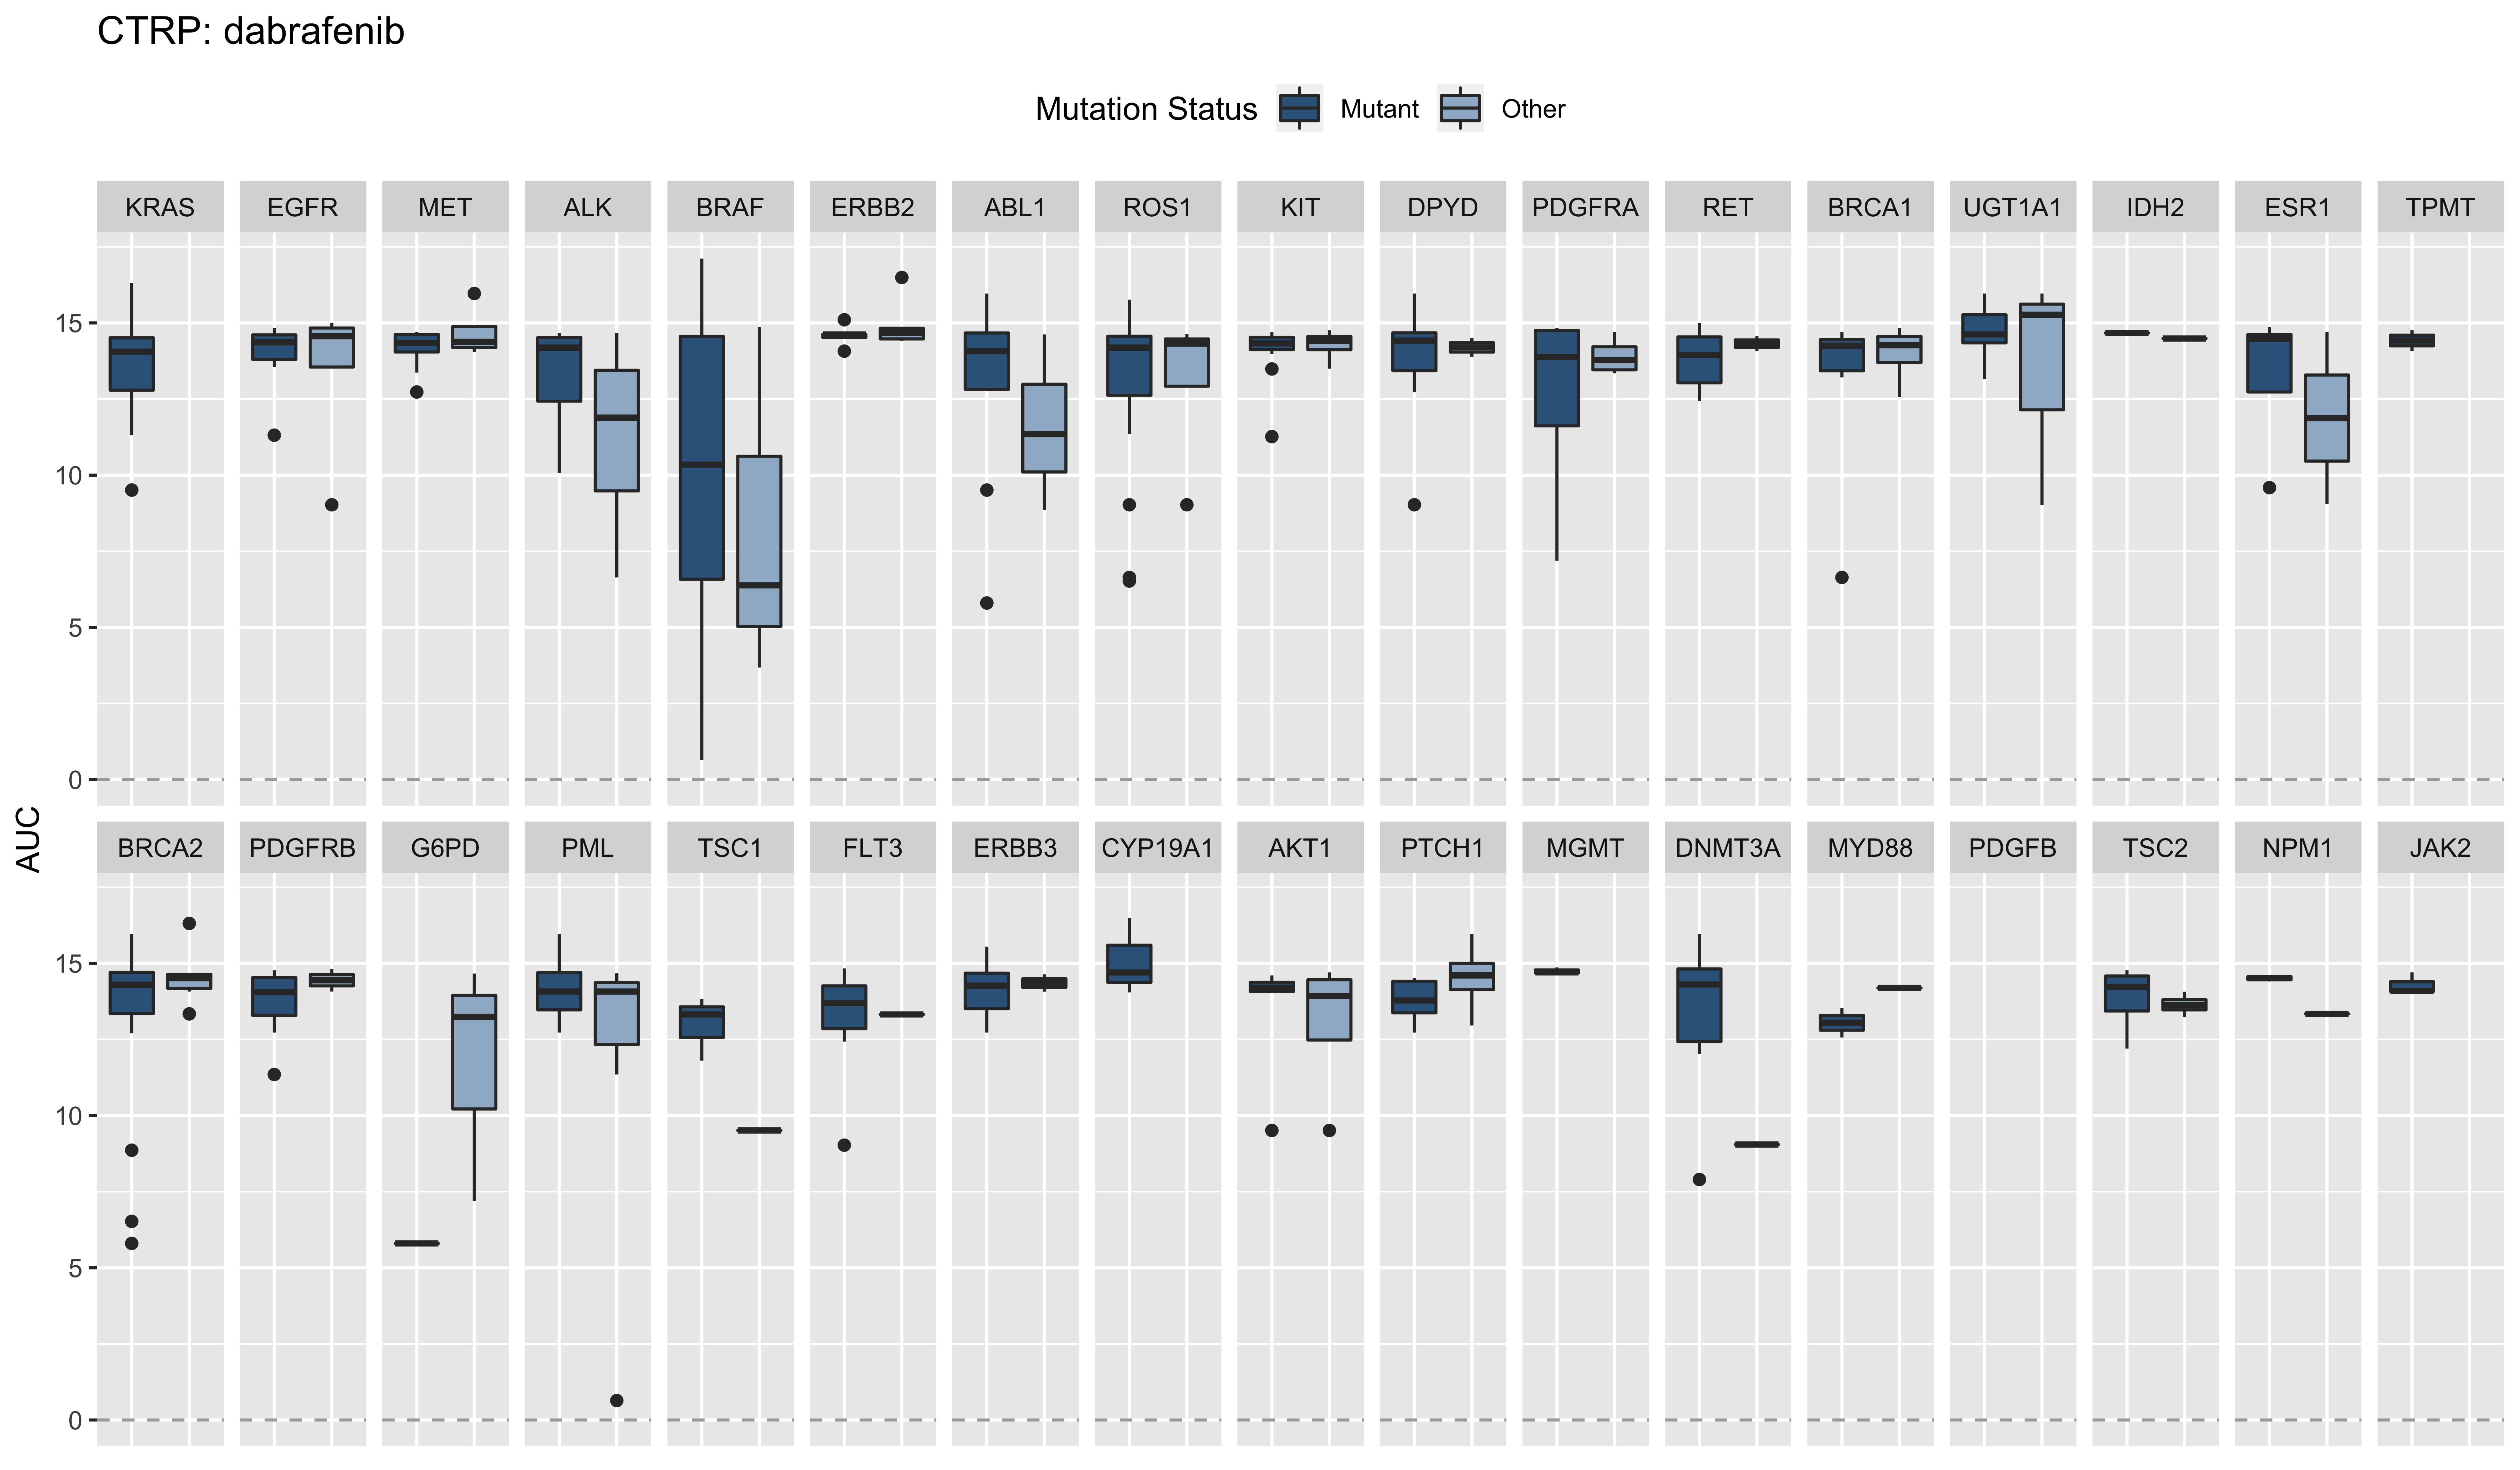 CTRP: dabrafenib
Mutation Status Mutant Other
KRAS EGFR MET ALK BRAF ERBB2 ABL1 ROS1 KIT DPYD PDGFRA RET BRCA1 UGT1A1 IDH2 ESR1 TPMT
15
10
5
0
AUC
BRCA2 PDGFRB G6PD PML TSC1 FLT3 ERBB3 CYP19A1 AKT1 PTCH1 MGMT DNMT3A MYD88 PDGFB TSC2 NPM1 JAK2
15
10
5
0